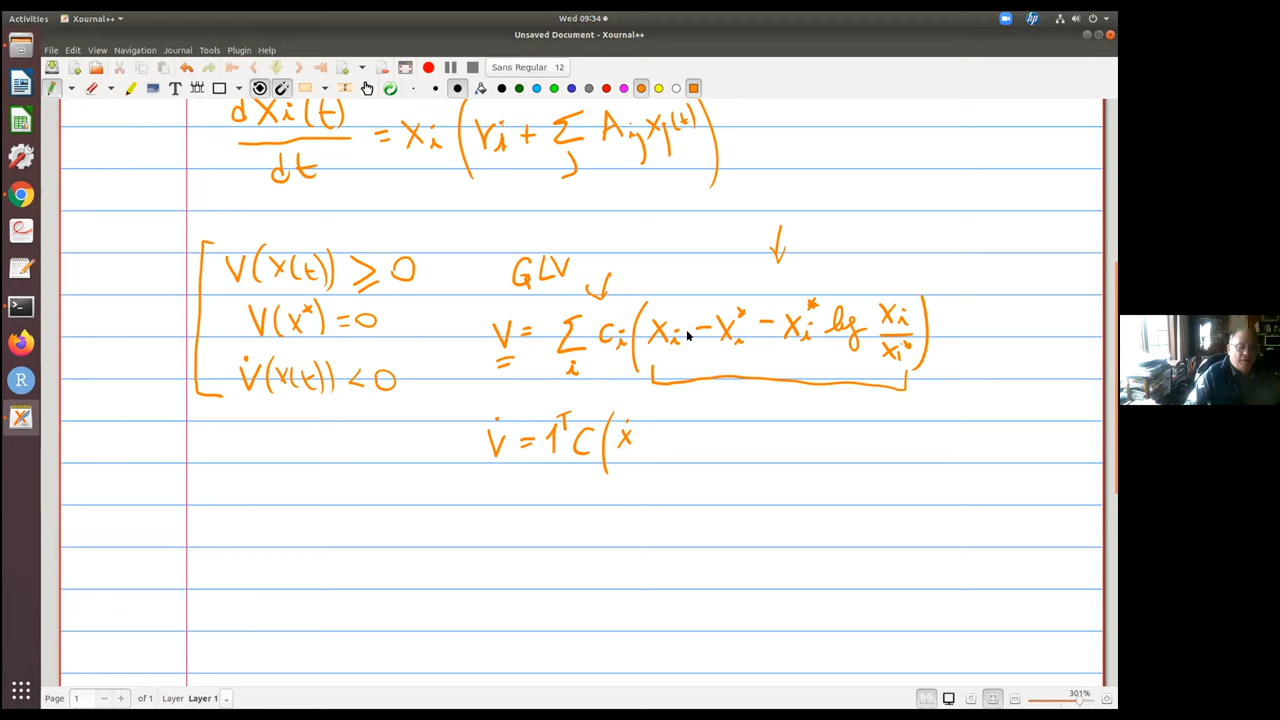 Activities Xournal++ Wed 09:34
Unsaved Document - Xournal++
File Edit View Navigation Journal Tools Plugin Help
Sans Regular 12
dXi(t)/dt = Xi (ri + Σj Aij Xj(t))
V(x(t)) ≥ 0
V(x*) = 0
V̇(x(t)) < 0
GLV
V = Σi ci (Xi - Xi* - Xi* log Xi/Xi*)
V̇ = 1ᵀC(ẋ
Page 1 of 1 Layer Layer 1 301%